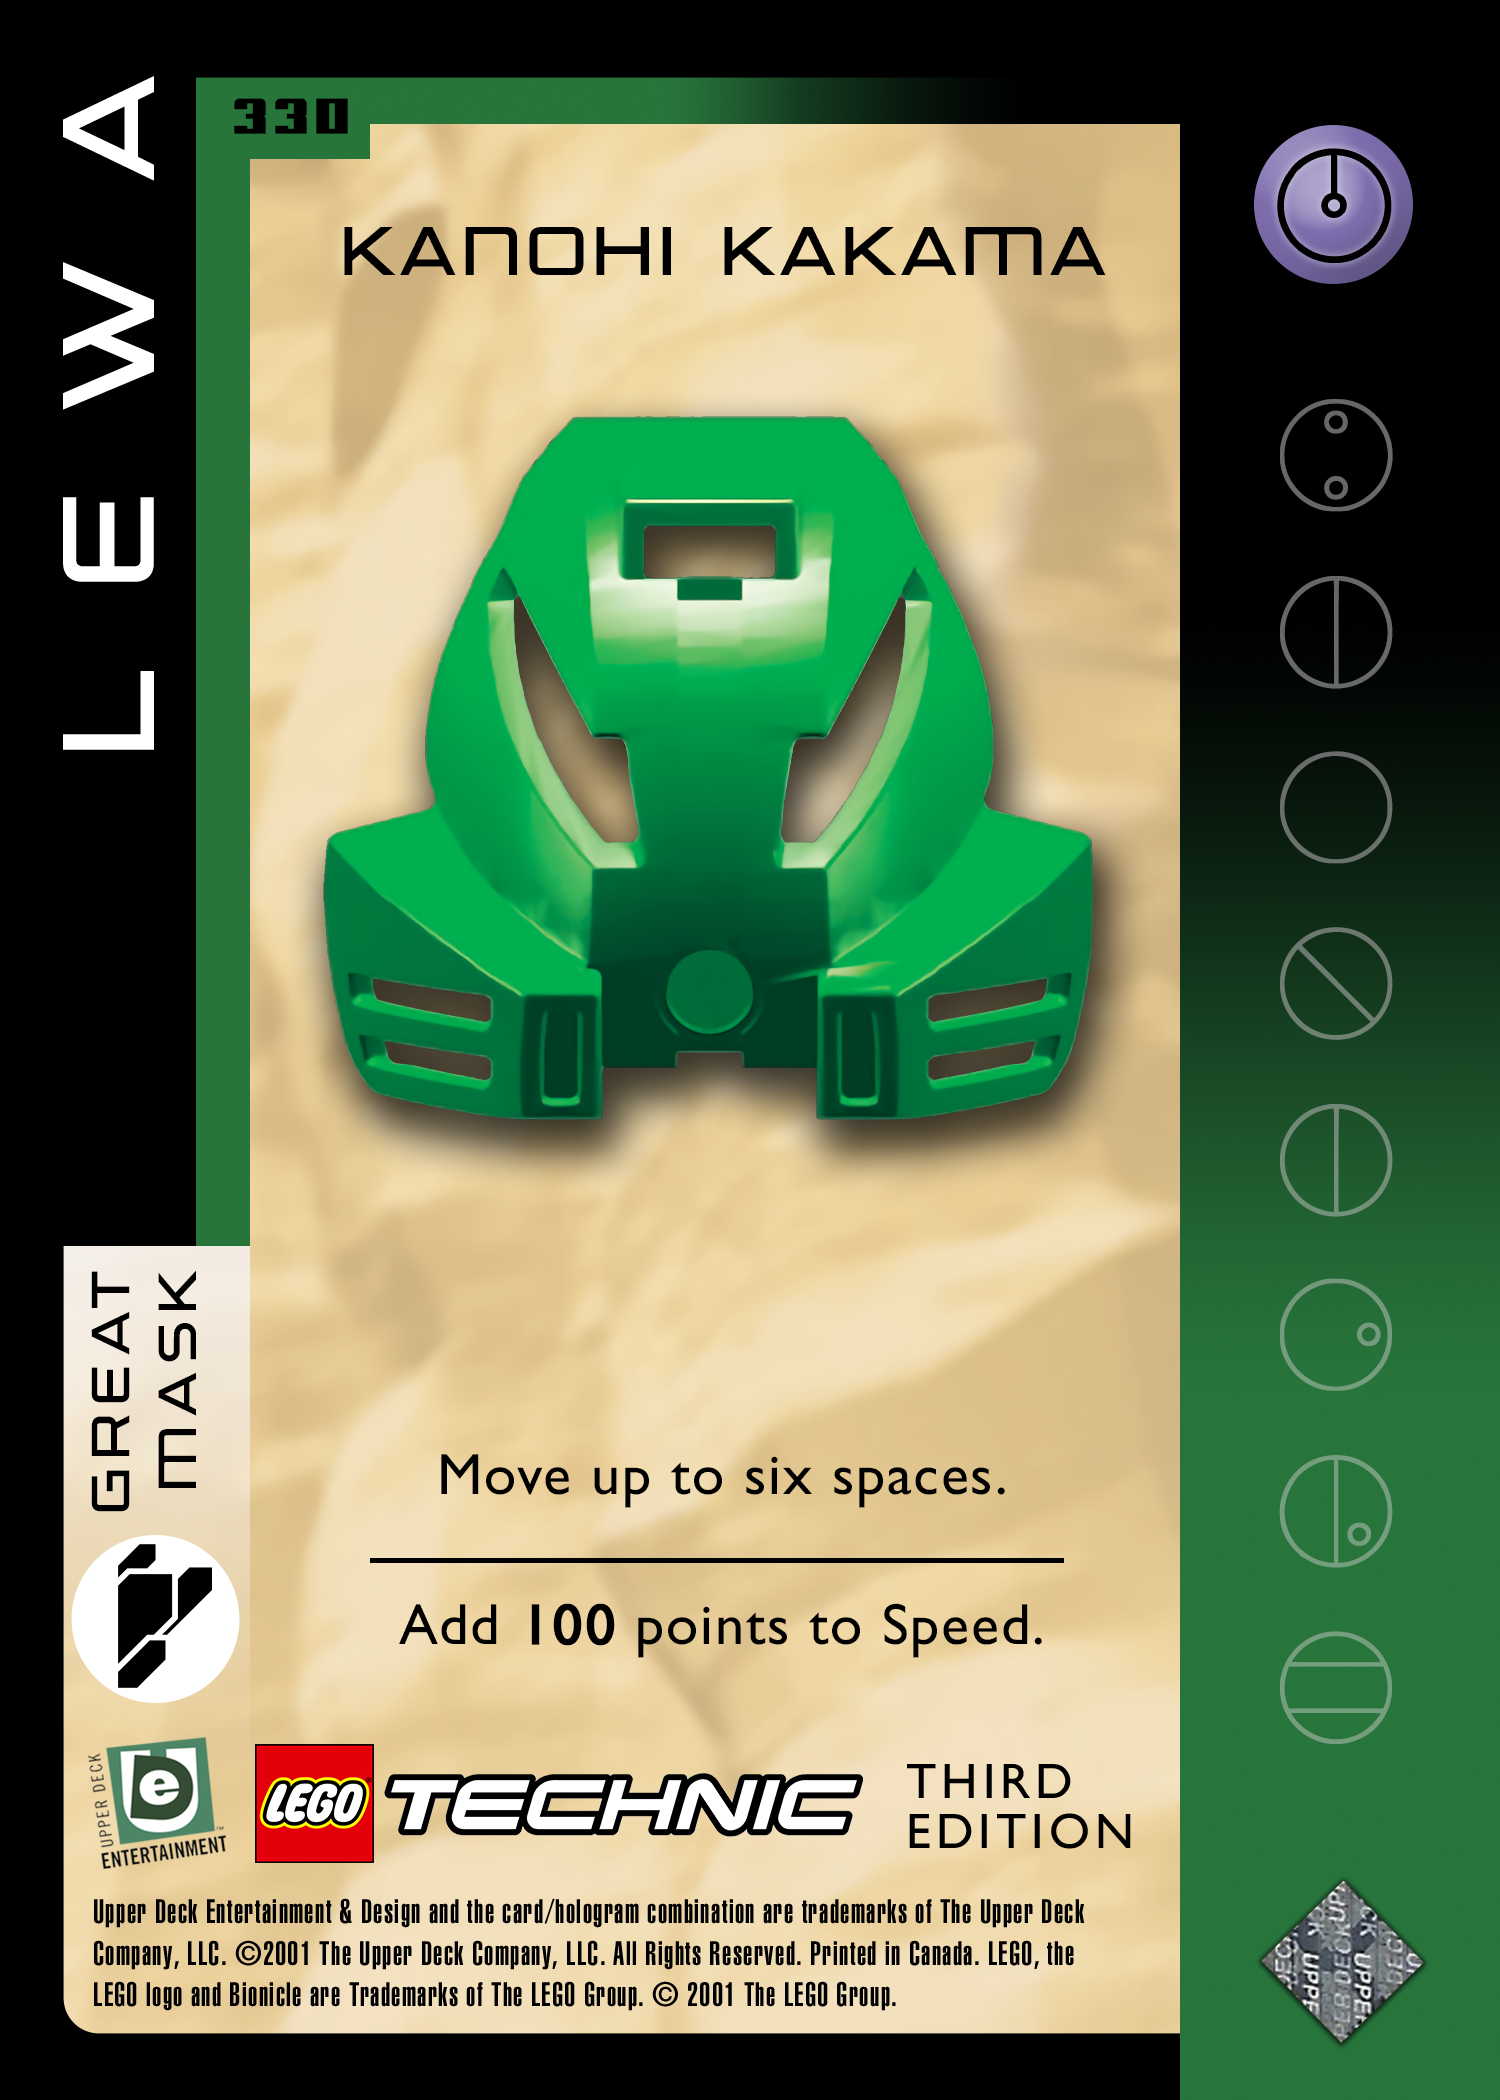 330
LEWA
KANOHI KAKAMA
GREAT
MASK
Move up to six spaces.
Add 100 points to Speed.
UPPER DECK
e
ENTERTAINMENT™
LEGO TECHNIC
THIRD
EDITION
Upper Deck Entertainment & Design and the card/hologram combination are trademarks of The Upper Deck
Company, LLC. ©2001 The Upper Deck Company, LLC. All Rights Reserved. Printed in Canada. LEGO, the
LEGO logo and Bionicle are Trademarks of The LEGO Group. © 2001 The LEGO Group.